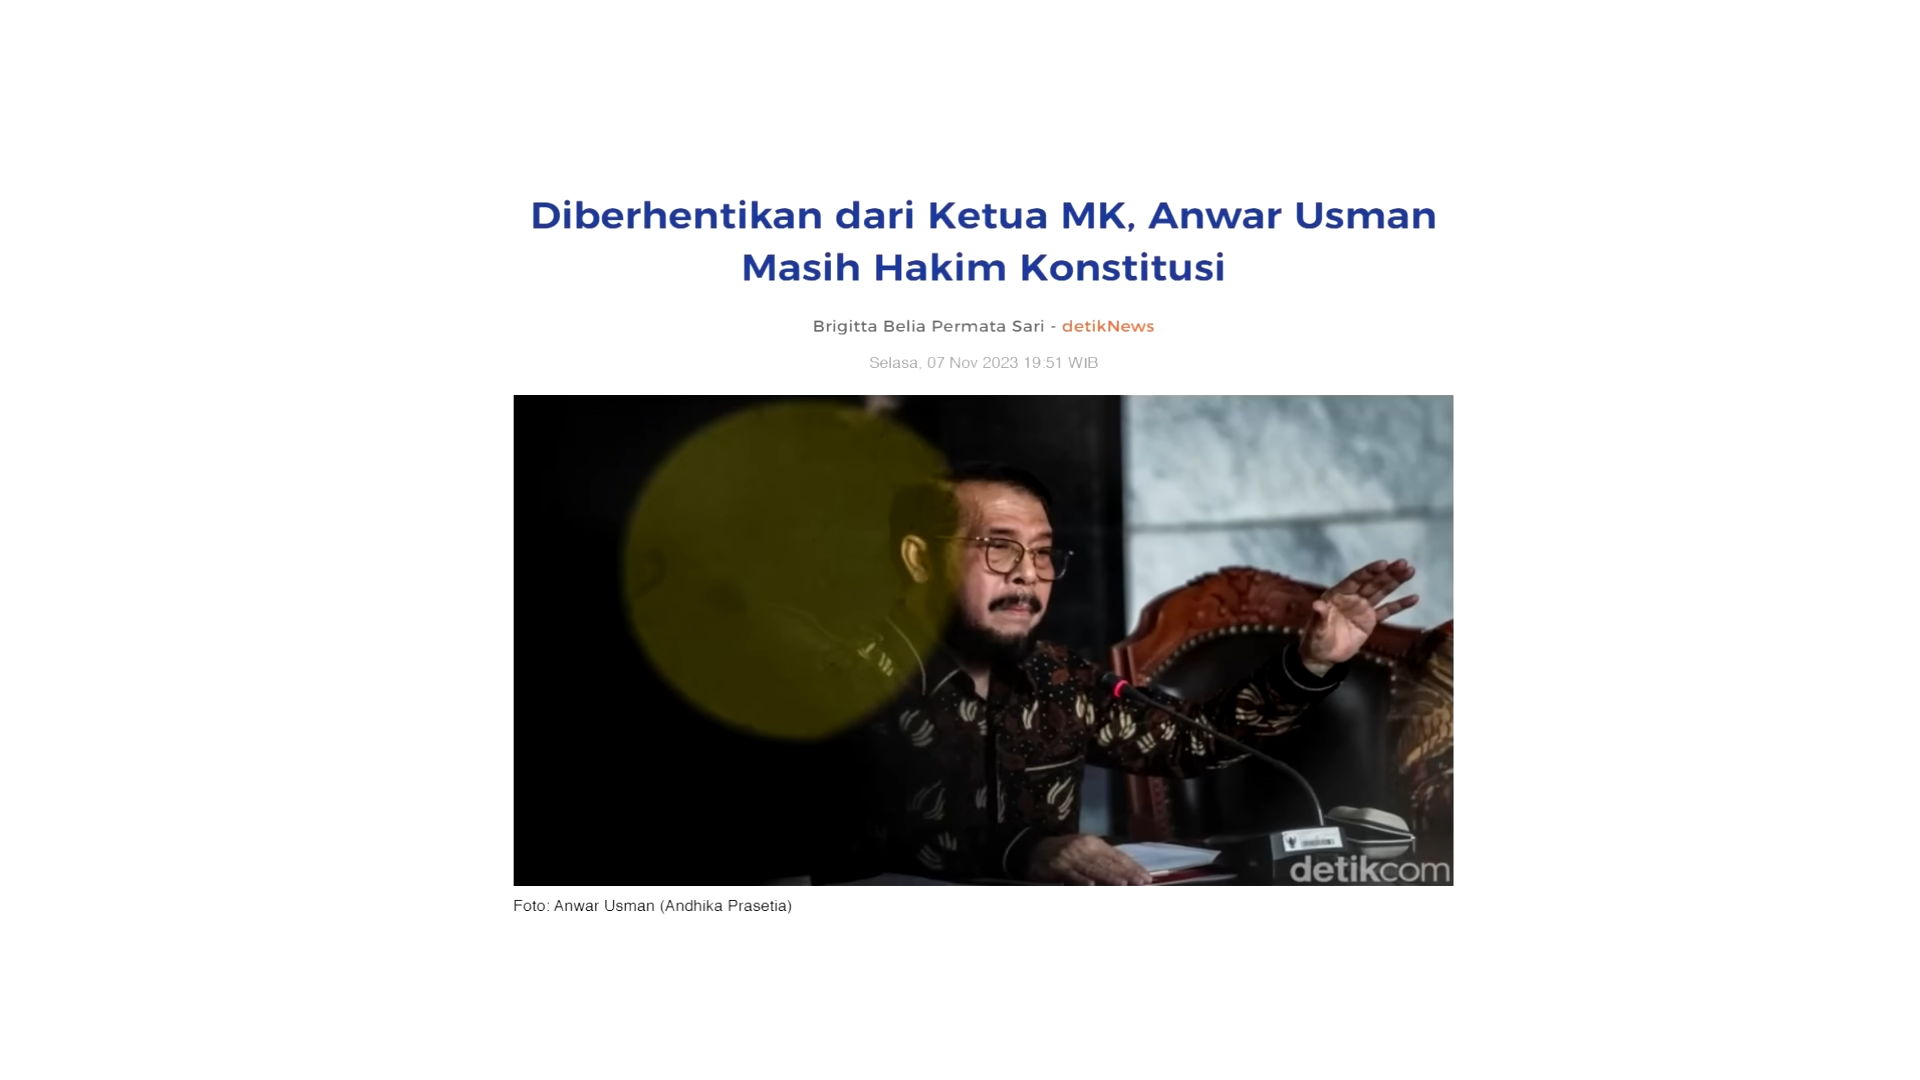 Diberhentikan dari Ketua MK, Anwar Usman
Masih Hakim Konstitusi
Brigitta Belia Permata Sari - detikNews
Selasa, 07 Nov 2023 19:51 WIB
detikcom
Foto: Anwar Usman (Andhika Prasetia)